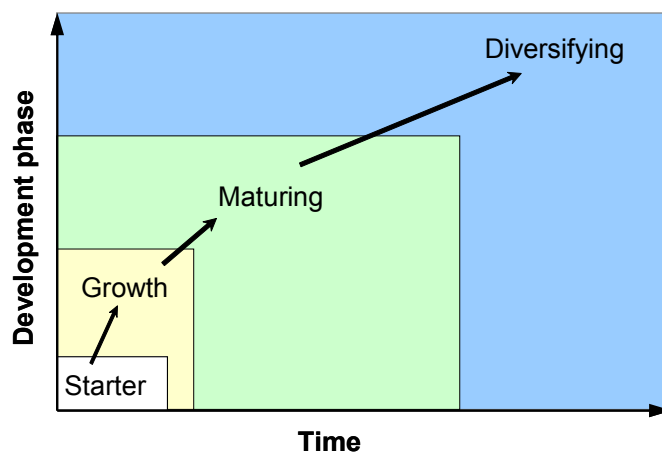 Diversifying
Maturing
Growth
Starter
Development phase
Time